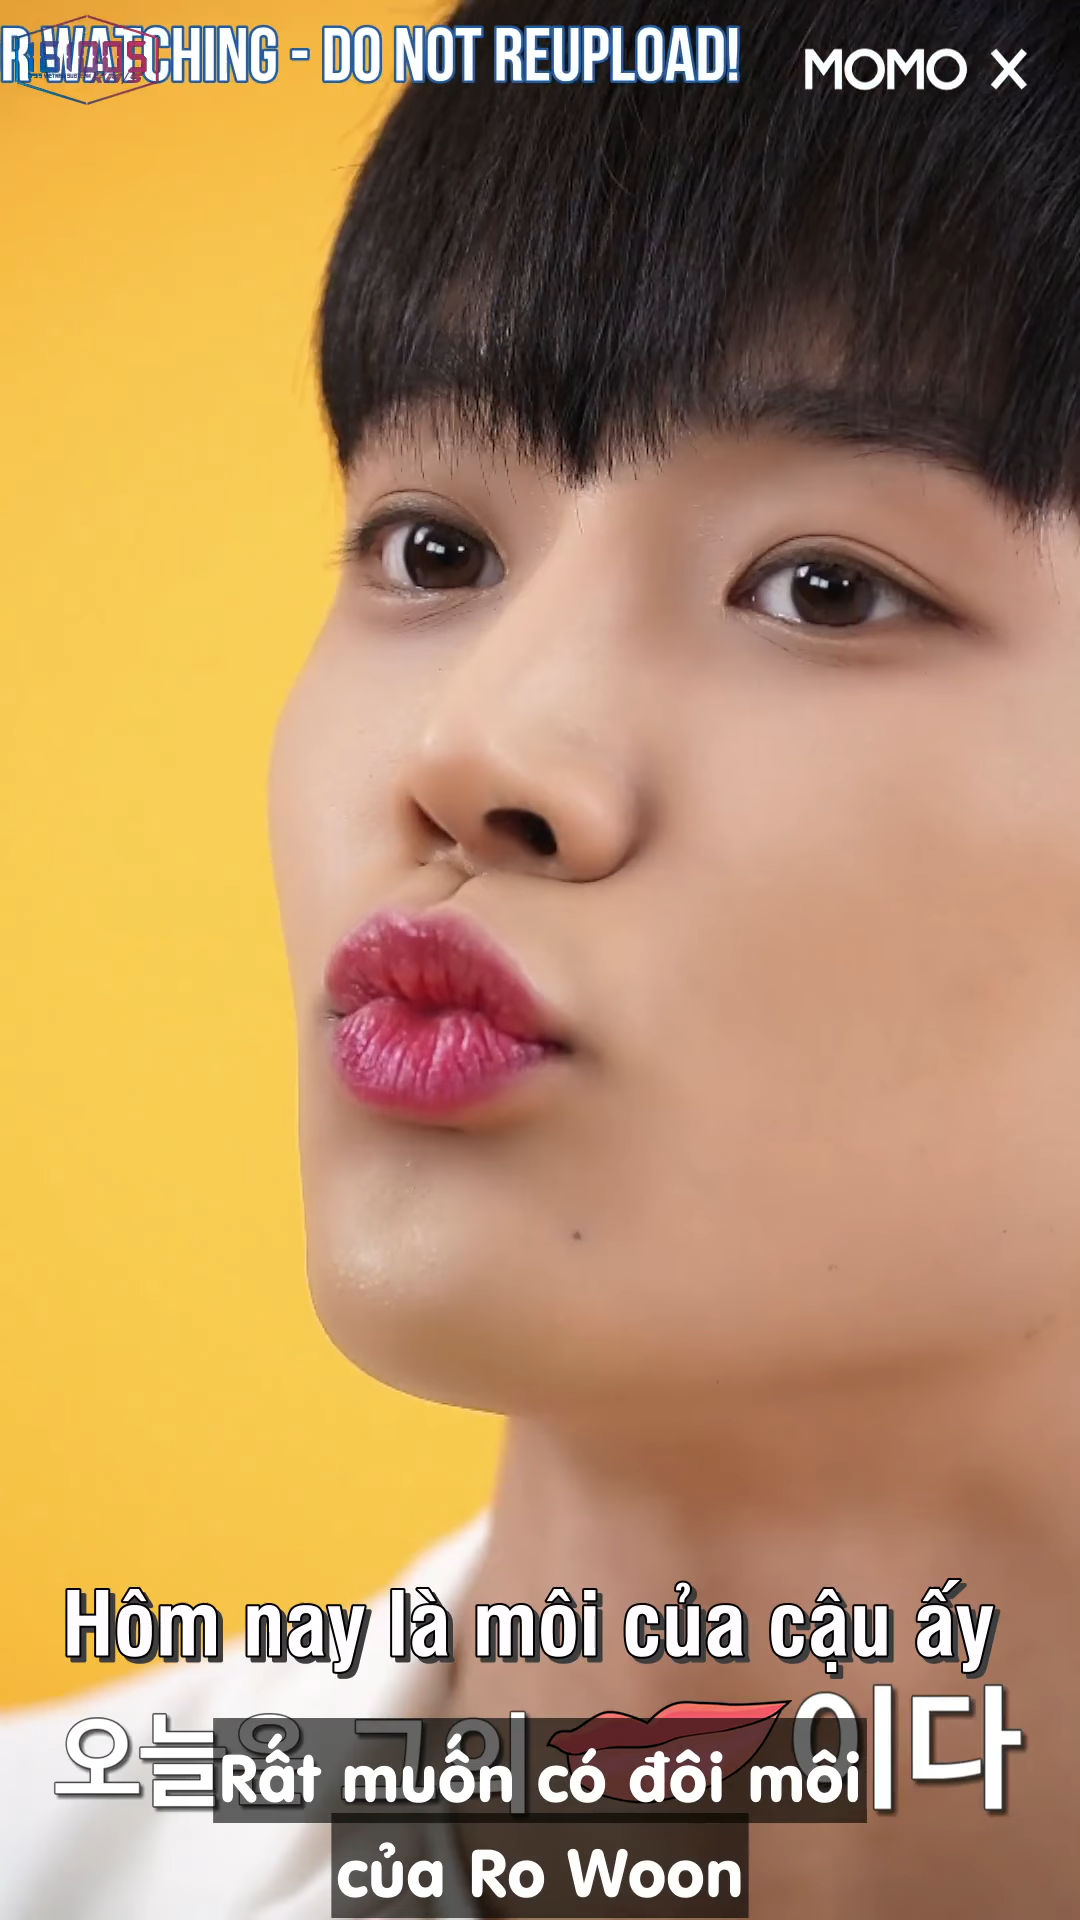 R WATCHING - DO NOT REUPLOAD!
MOMO X
Hôm nay là môi của cậu ấy
오늘은 그의 이다
Rất muốn có đôi môi
của Ro Woon